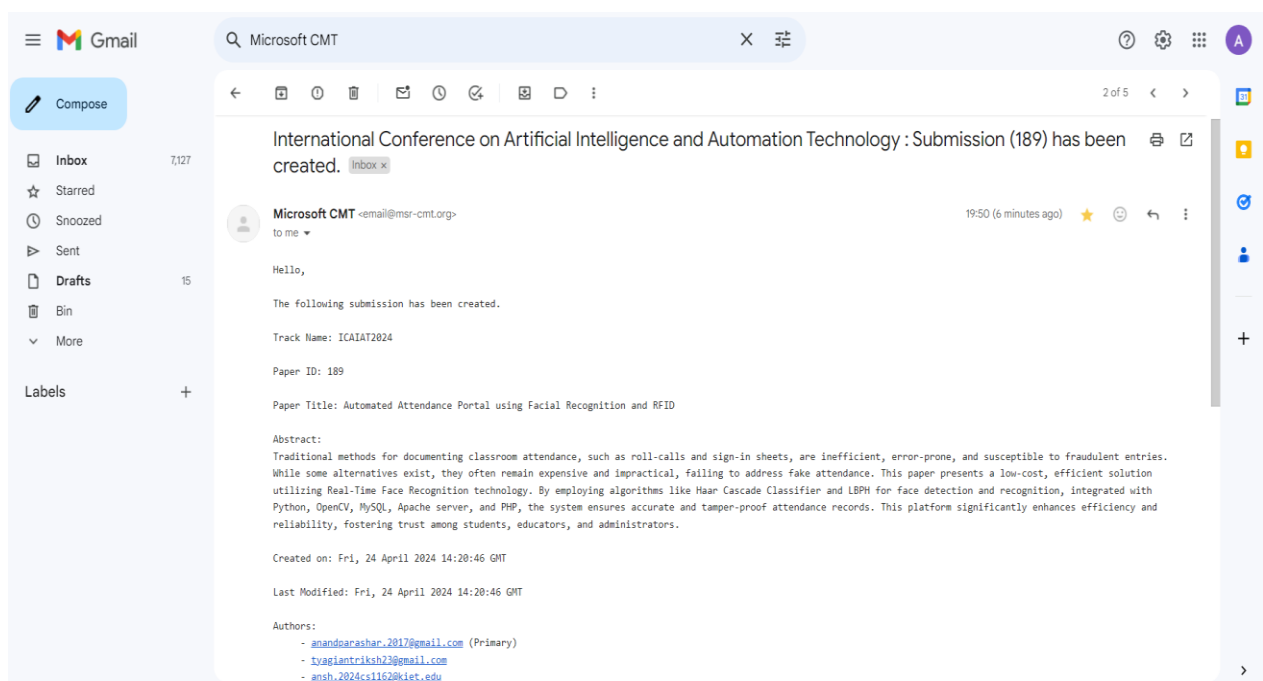 Gmail
Microsoft CMT
A
Compose
2 of 5
31
International Conference on Artificial Intelligence and Automation Technology : Submission (189) has been
created. Inbox ×
Inbox 7,127
Starred
Snoozed
Sent
Drafts 15
Bin
More
Labels
Microsoft CMT <email@msr-cmt.org>
19:50 (6 minutes ago)
to me
Hello,
The following submission has been created.
Track Name: ICAIAT2024
Paper ID: 189
Paper Title: Automated Attendance Portal using Facial Recognition and RFID
Abstract:
Traditional methods for documenting classroom attendance, such as roll-calls and sign-in sheets, are inefficient, error-prone, and susceptible to fraudulent entries.
While some alternatives exist, they often remain expensive and impractical, failing to address fake attendance. This paper presents a low-cost, efficient solution
utilizing Real-Time Face Recognition technology. By employing algorithms like Haar Cascade Classifier and LBPH for face detection and recognition, integrated with
Python, OpenCV, MySQL, Apache server, and PHP, the system ensures accurate and tamper-proof attendance records. This platform significantly enhances efficiency and
reliability, fostering trust among students, educators, and administrators.
Created on: Fri, 24 April 2024 14:20:46 GMT
Last Modified: Fri, 24 April 2024 14:20:46 GMT
Authors:
- anandparashar.2017@gmail.com (Primary)
- tyagiantriksh23@gmail.com
- ansh.2024cs1162@kiet.edu